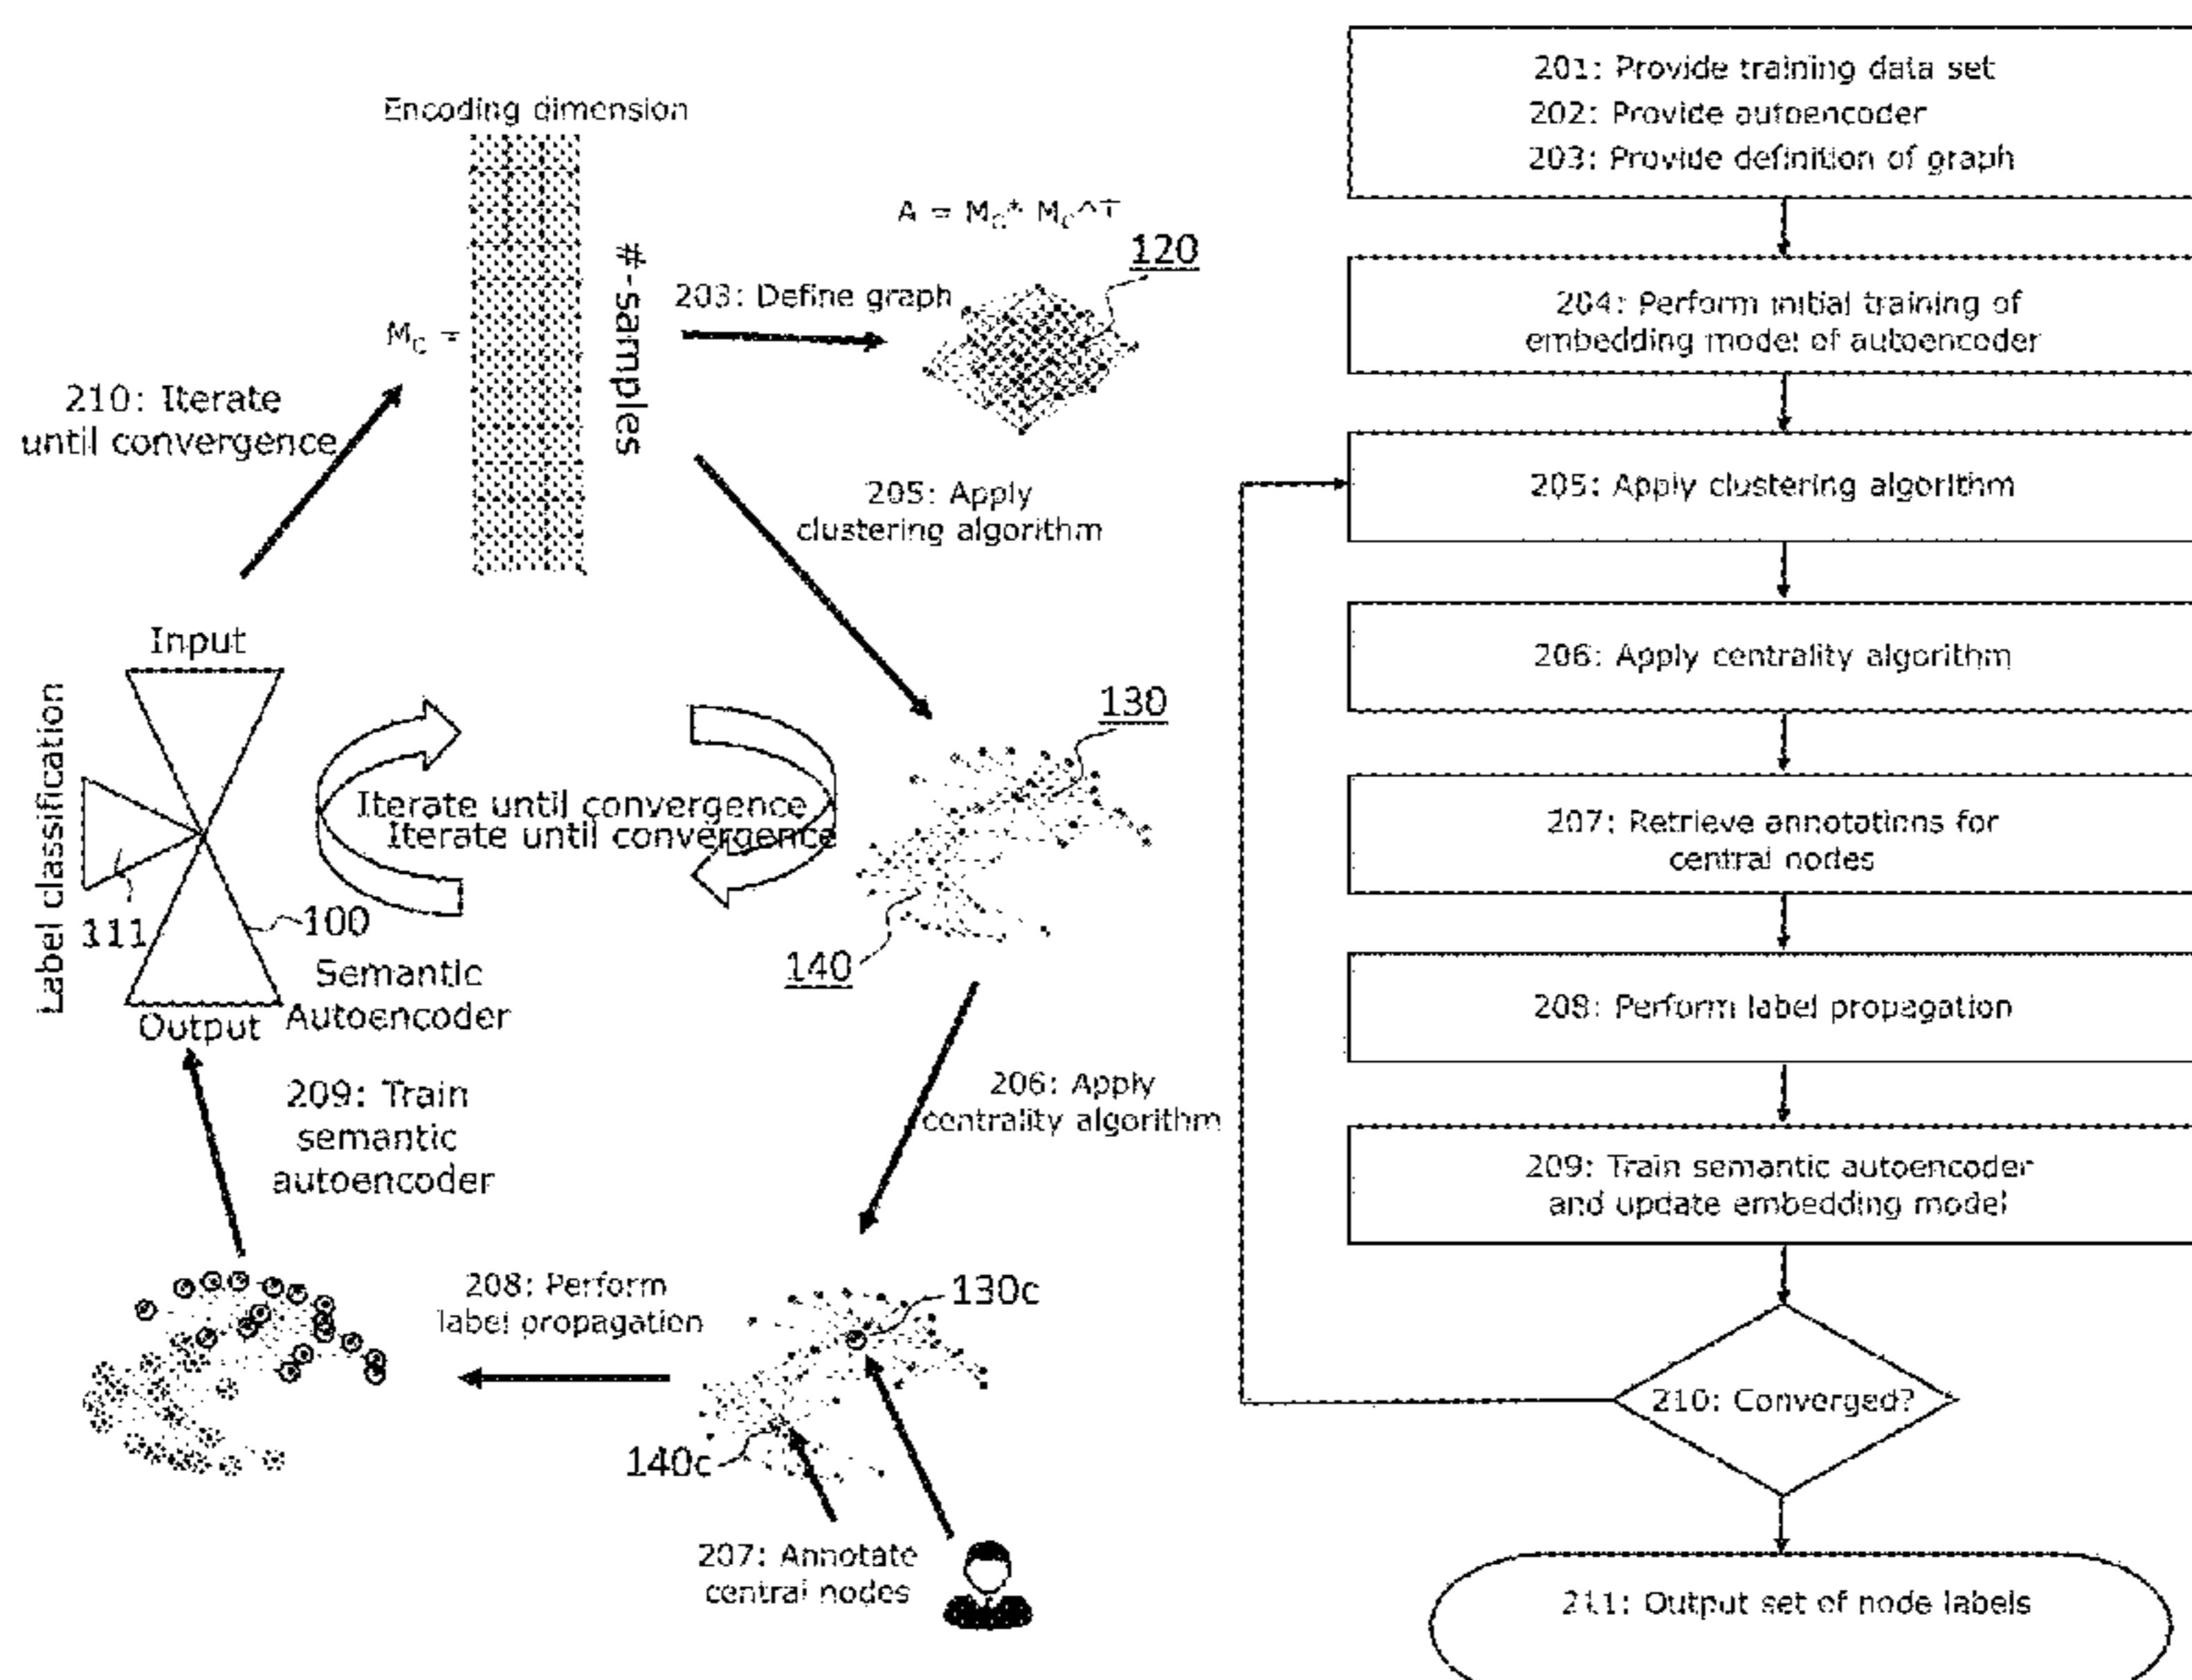 Encoding dimension
A = M_C* M_C^T
120
#-samples
203: Define graph
M_C =
210: Iterate
until convergence
205: Apply
clustering algorithm
Input
130
Label classification
Iterate until convergence
Iterate until convergence
111
100
140
Semantic
Autoencoder
Output
206: Apply
centrality algorithm
209: Train
semantic
autoencoder
208: Perform
label propagation
130c
140c
207: Annotate
central nodes
201: Provide training data set
202: Provide autoencoder
203: Provide definition of graph
204: Perform initial training of
embedding model of autoencoder
205: Apply clustering algorithm
206: Apply centrality algorithm
207: Retrieve annotations for
central nodes
208: Perform label propagation
209: Train semantic autoencoder
and update embedding model
210: Converged?
211: Output set of node labels